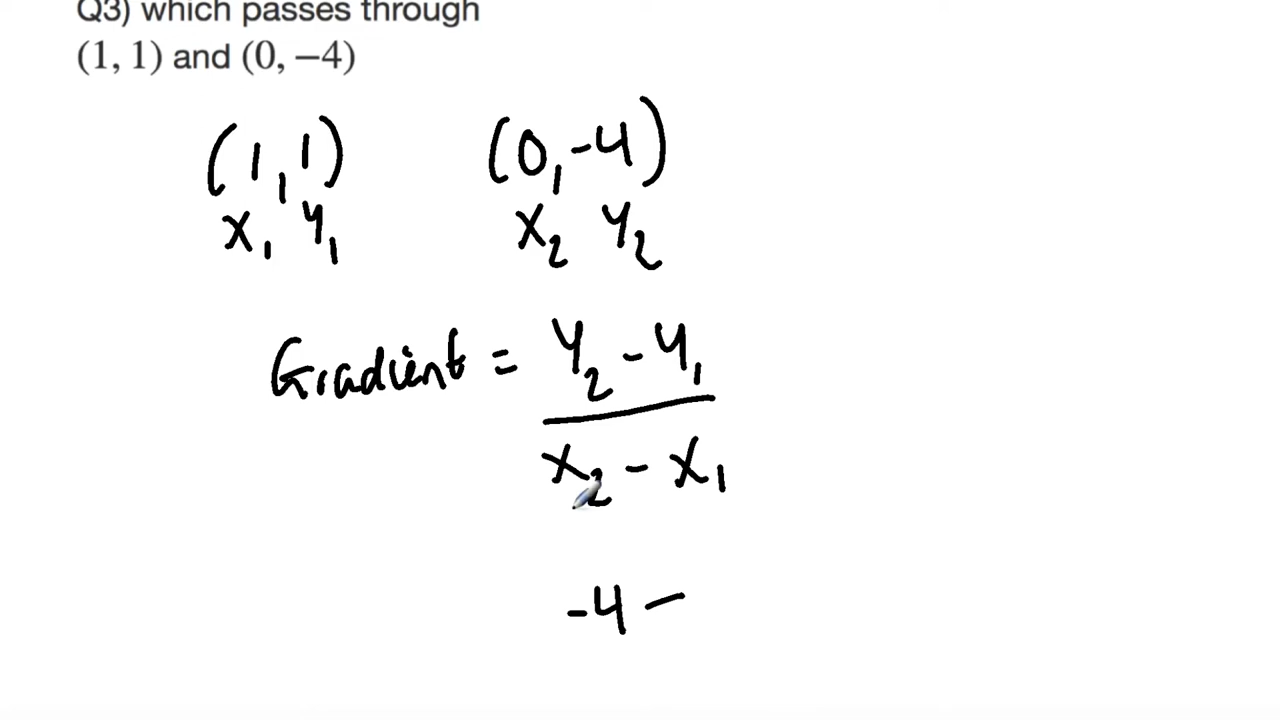 Q3) which passes through
(1, 1) and (0, −4)
(1, 1) (0, -4)
x₁ y₁ x₂ y₂
Gradient = y₂ - y₁
x₂ - x₁
-4 -